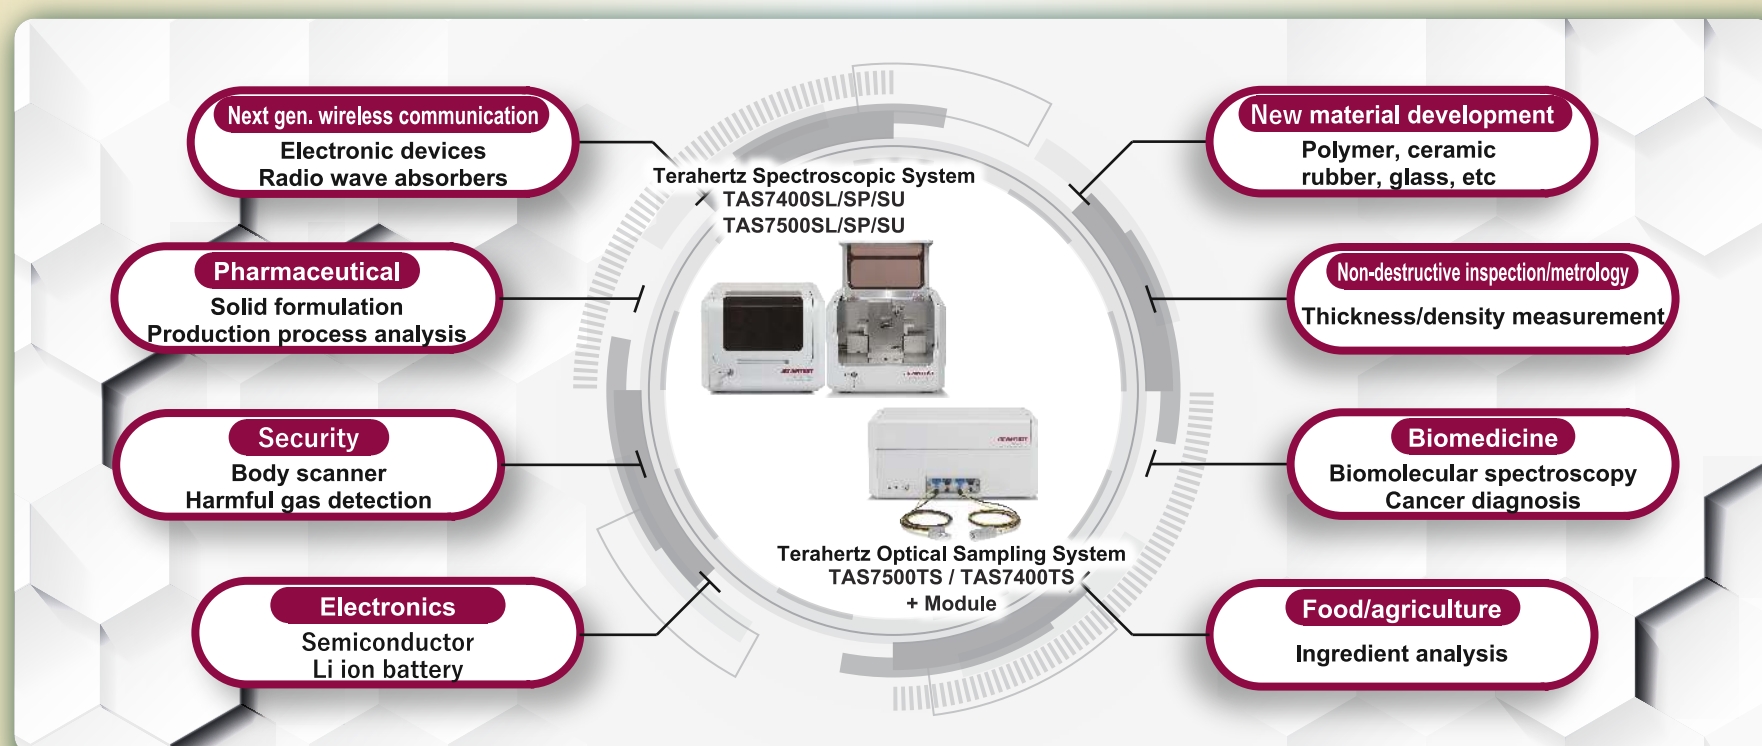 Next gen. wireless communication
Electronic devices
Radio wave absorbers
Pharmaceutical
Solid formulation
Production process analysis
Security
Body scanner
Harmful gas detection
Electronics
Semiconductor
Li ion battery
Terahertz Spectroscopic System
TAS7400SL/SP/SU
TAS7500SL/SP/SU
Terahertz Optical Sampling System
TAS7500TS / TAS7400TS
+ Module
New material development
Polymer, ceramic
rubber, glass, etc
Non-destructive inspection/metrology
Thickness/density measurement
Biomedicine
Biomolecular spectroscopy
Cancer diagnosis
Food/agriculture
Ingredient analysis